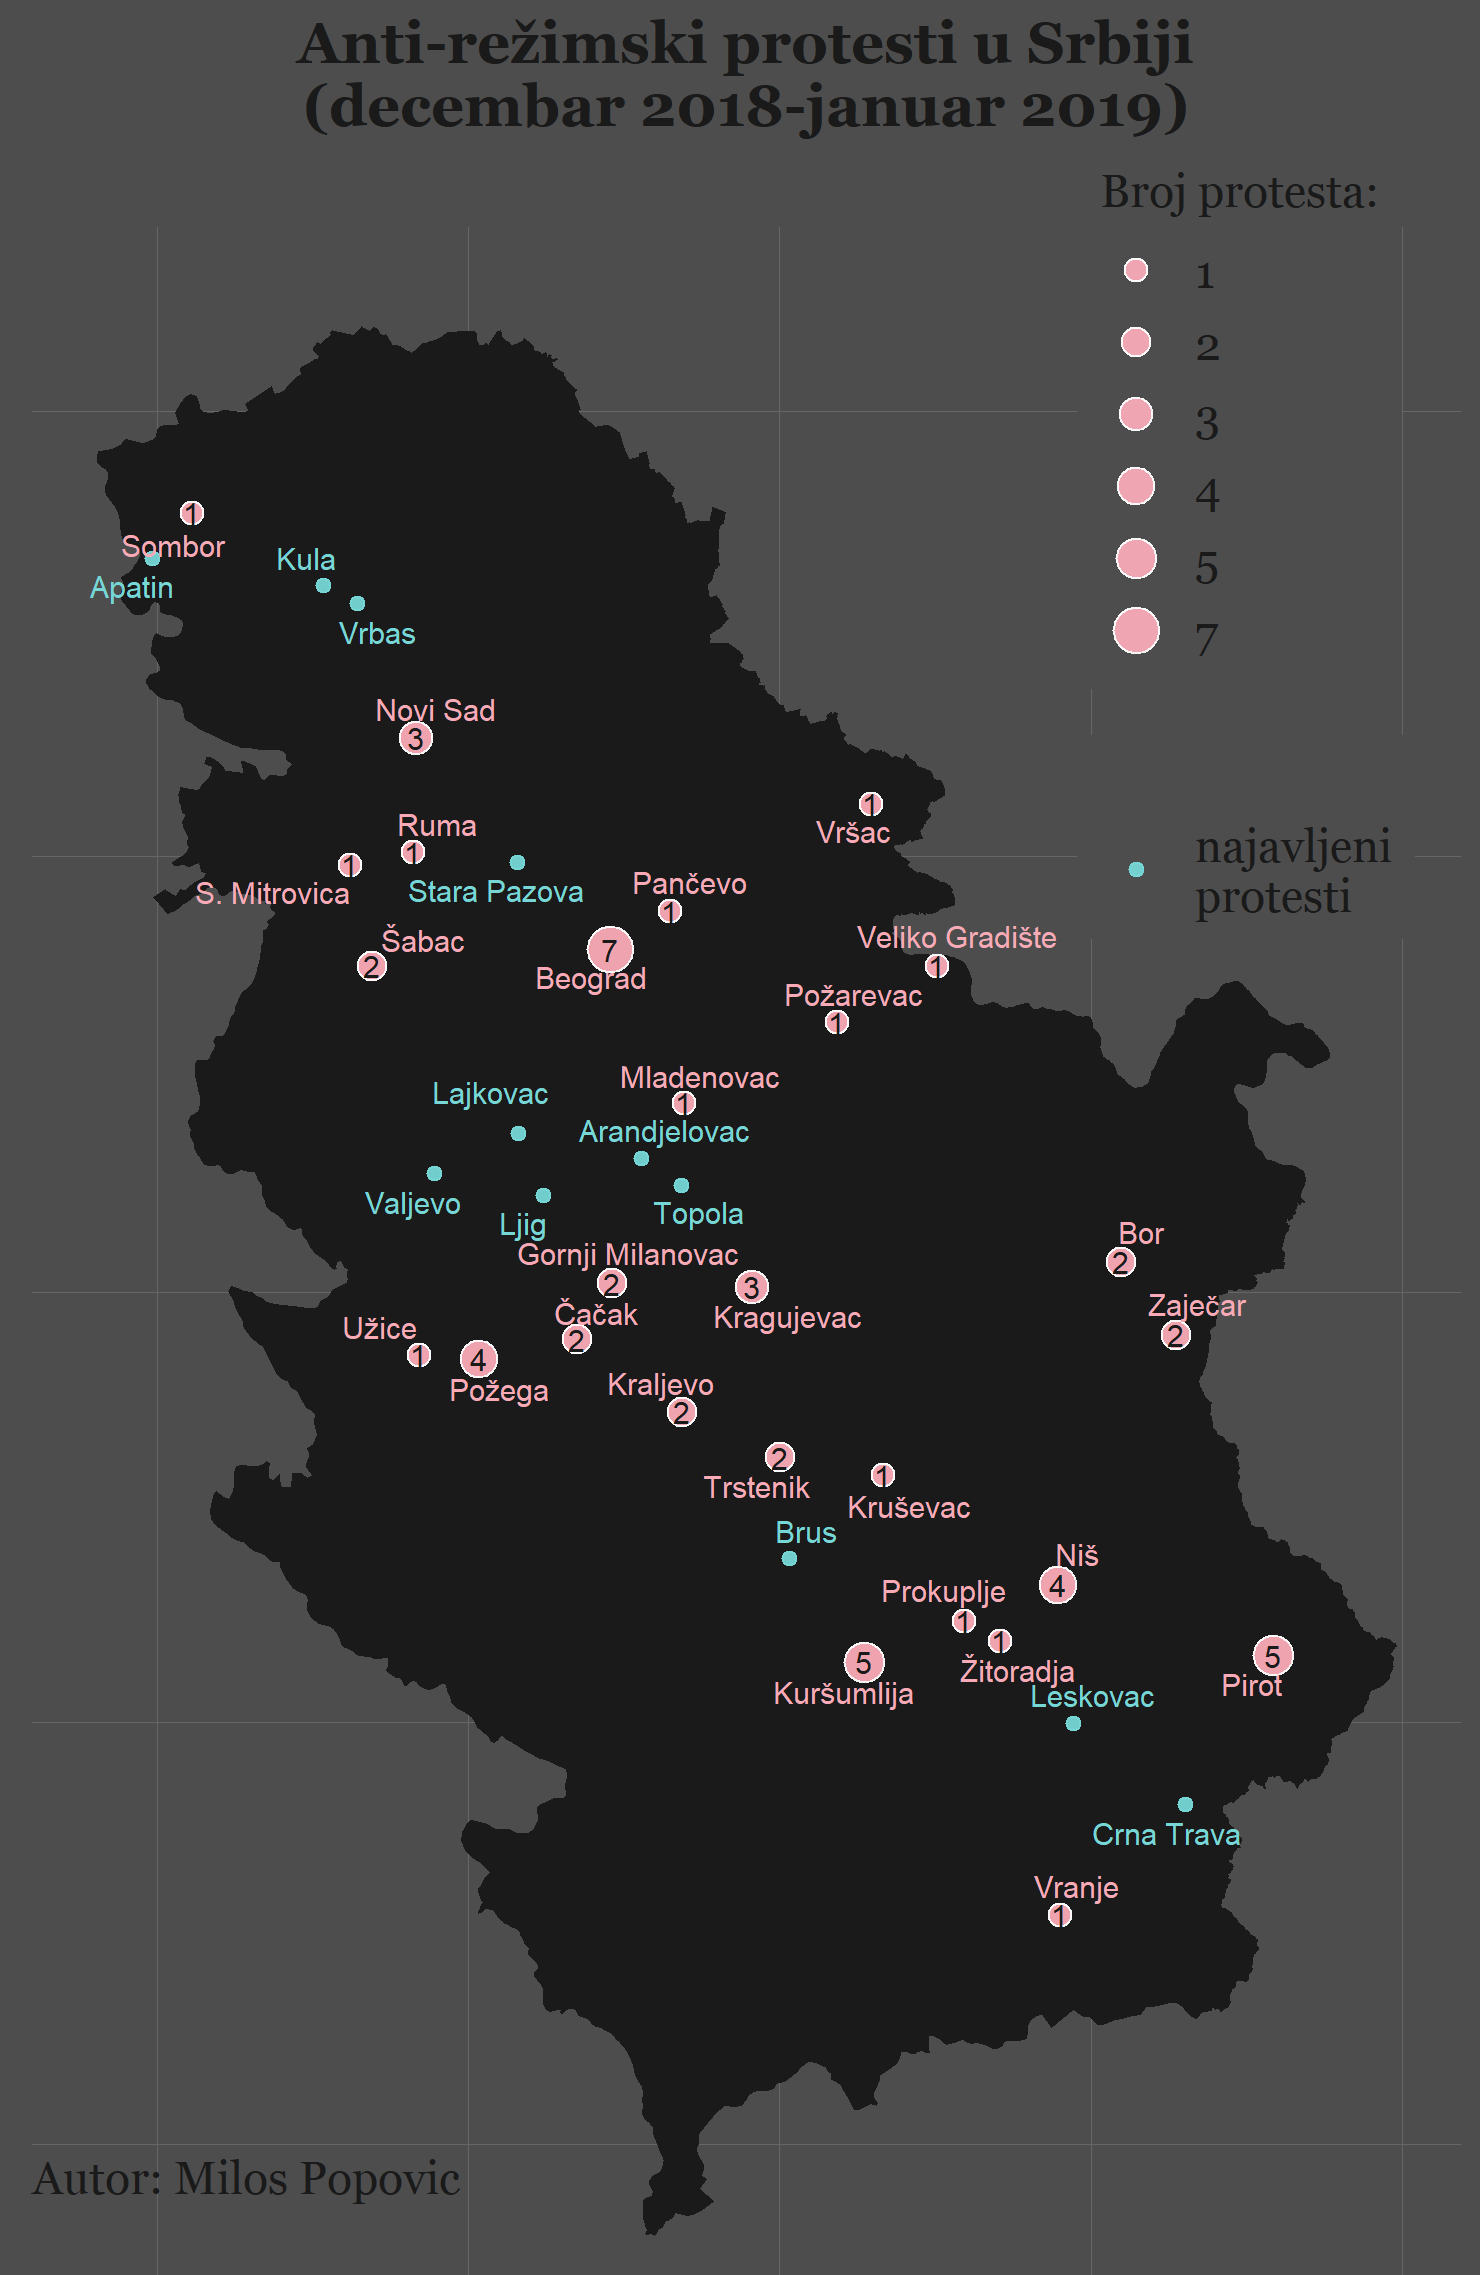 Anti-režimski protesti u Srbiji
(decembar 2018-januar 2019)
Broj protesta:
1
2
3
4
5
7
najavljeni
protesti
1
Sombor
Apatin
Kula
Vrbas
Novi Sad
3
1
Vršac
Ruma
1
1
S. Mitrovica
Stara Pazova
Pančevo
1
Šabac
2
7
Beograd
Veliko Gradište
1
Požarevac
1
Mladenovac
1
Lajkovac
Arandjelovac
Valjevo
Ljig
Topola
Bor
2
Gornji Milanovac
2
3
Kragujevac
Zaječar
2
Čačak
2
Užice
1
4
Požega
Kraljevo
2
2
Trstenik
1
Kruševac
Brus
Niš
4
Prokuplje
1
1
Žitoradja
5
Kuršumlija
5
Pirot
Leskovac
Crna Trava
Vranje
1
Autor: Milos Popovic